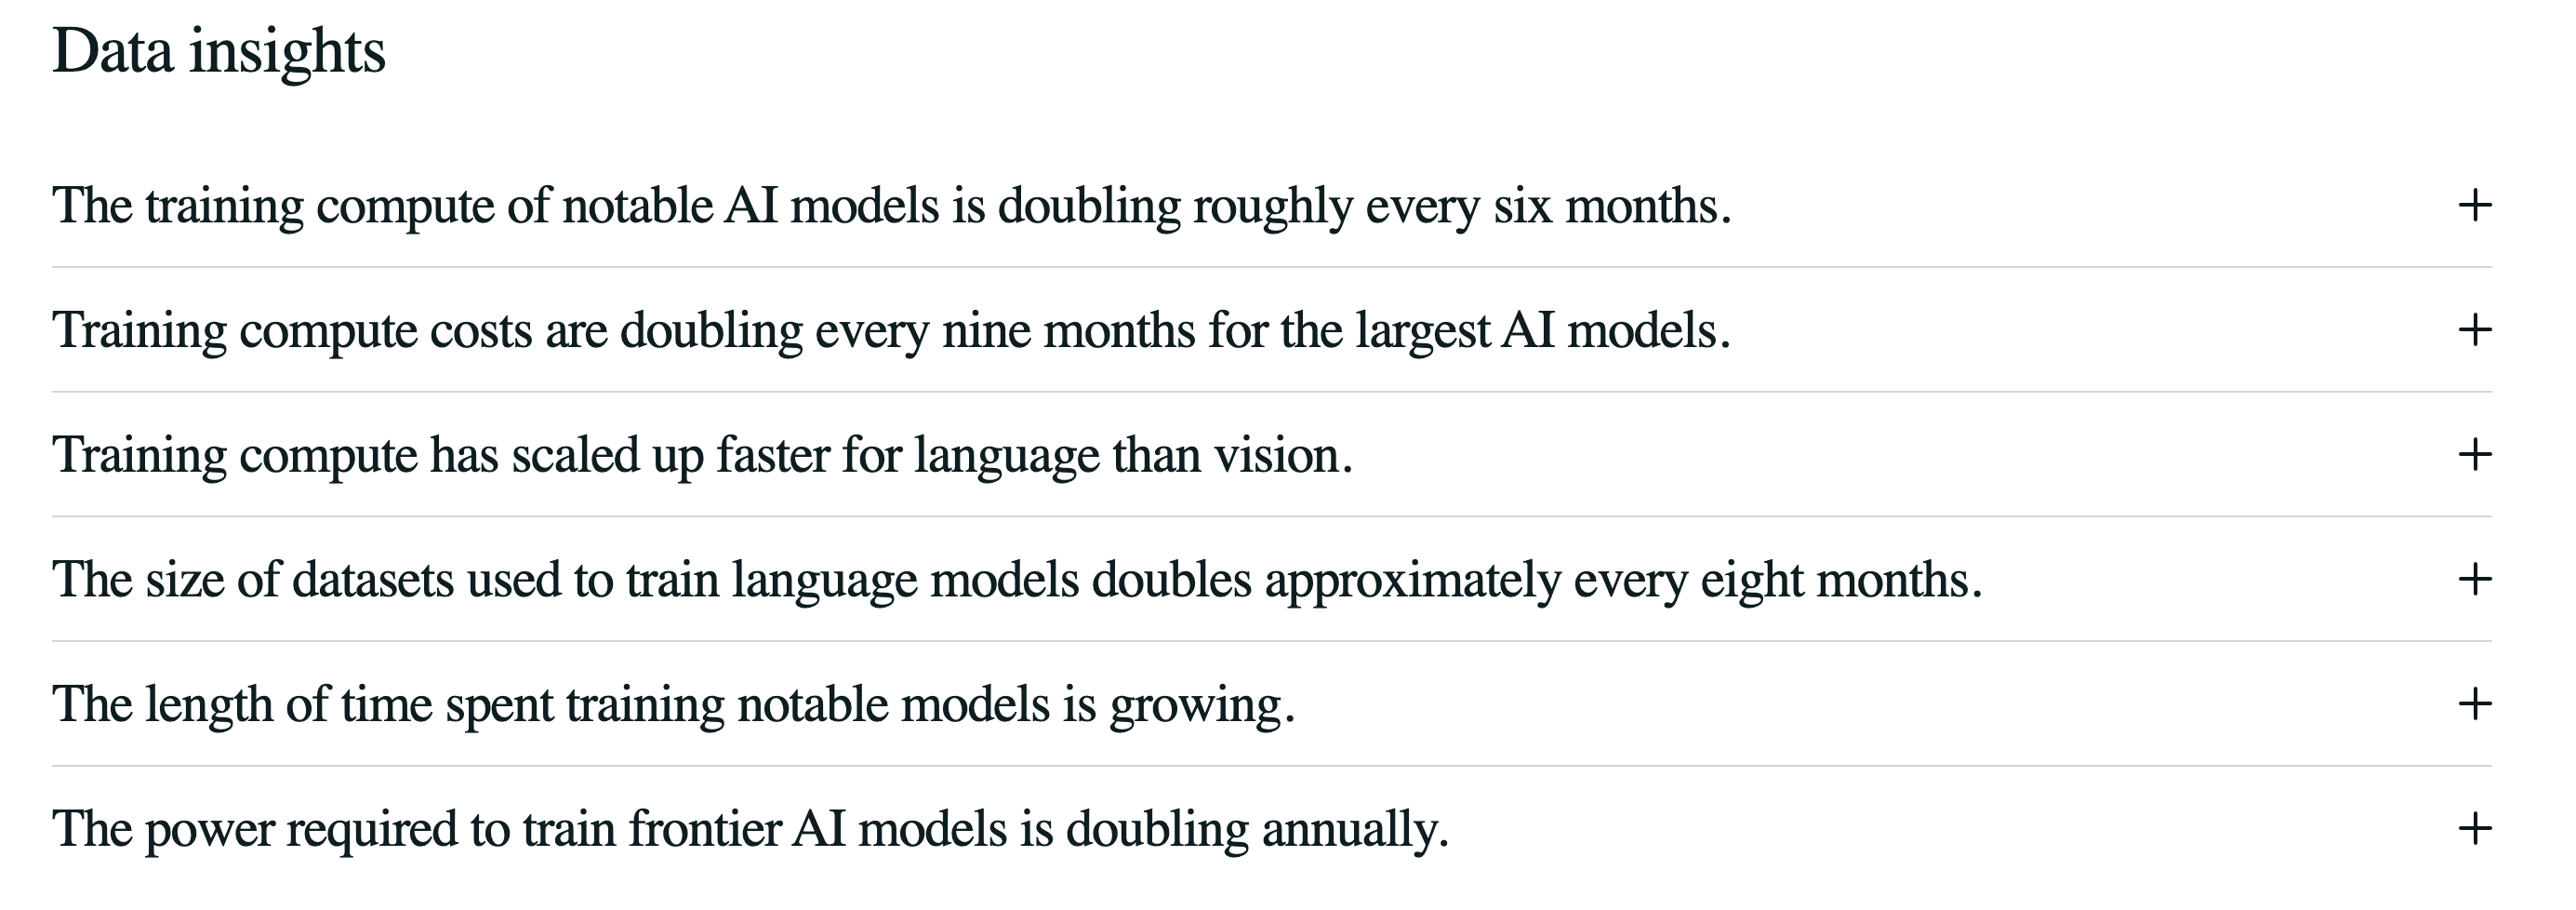 Data insights
The training compute of notable AI models is doubling roughly every six months.
Training compute costs are doubling every nine months for the largest AI models.
Training compute has scaled up faster for language than vision.
The size of datasets used to train language models doubles approximately every eight months.
The length of time spent training notable models is growing.
The power required to train frontier AI models is doubling annually.